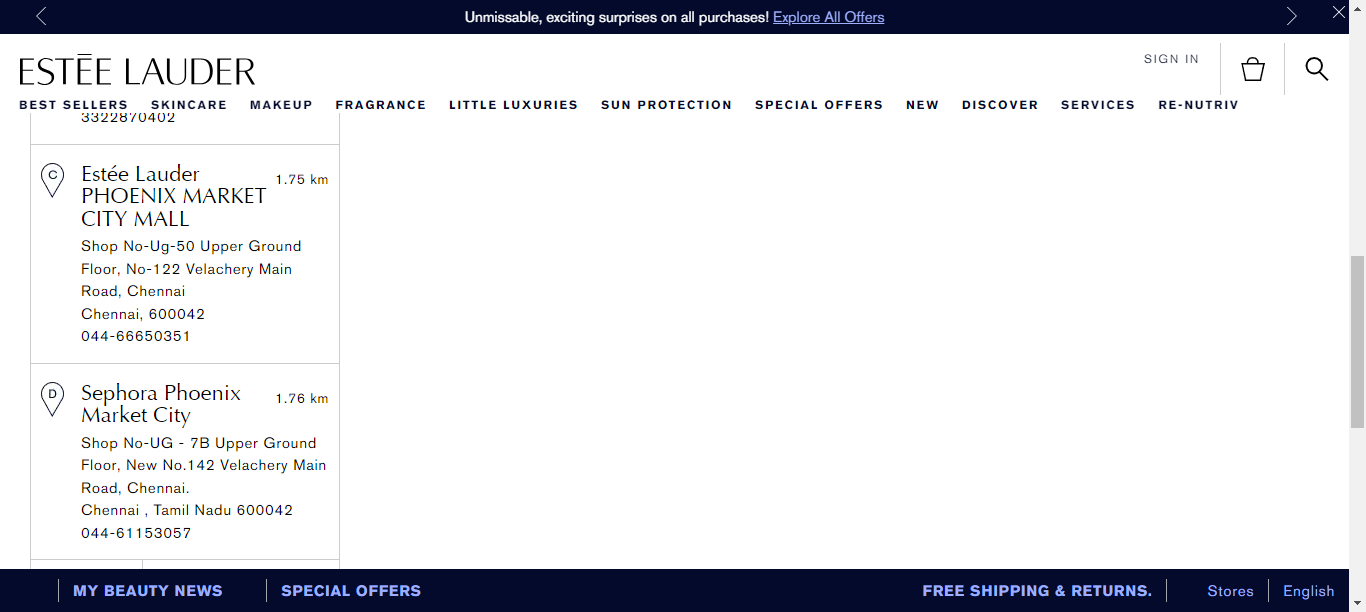 Unmissable, exciting surprises on all purchases! Explore All Offers
ESTĒE LAUDER
SIGN IN
BEST SELLERS SKINCARE MAKEUP FRAGRANCE LITTLE LUXURIES SUN PROTECTION SPECIAL OFFERS NEW DISCOVER SERVICES RE-NUTRIV
3322870402
C
Estée Lauder
PHOENIX MARKET
CITY MALL
1.75 km
Shop No-Ug-50 Upper Ground
Floor, No-122 Velachery Main
Road, Chennai
Chennai, 600042
044-66650351
D
Sephora Phoenix
Market City
1.76 km
Shop No-UG - 7B Upper Ground
Floor, New No.142 Velachery Main
Road, Chennai.
Chennai , Tamil Nadu 600042
044-61153057
MY BEAUTY NEWS SPECIAL OFFERS FREE SHIPPING & RETURNS. Stores English